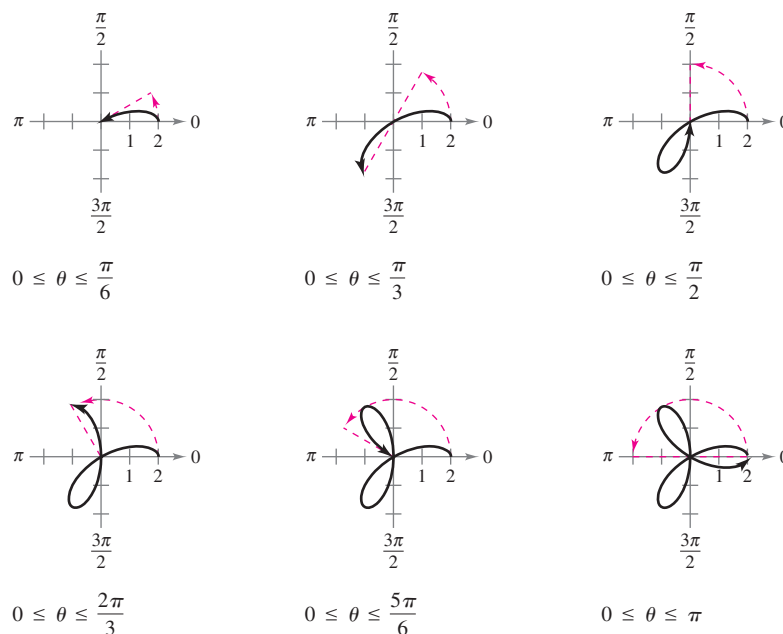 π/2 π/2 π/2
π 1 2 0 π 1 2 0 π 1 2 0
3π/2 3π/2 3π/2
0 ≤ θ ≤ π/6 0 ≤ θ ≤ π/3 0 ≤ θ ≤ π/2
π/2 π/2 π/2
π 1 2 0 π 1 2 0 π 1 2 0
3π/2 3π/2 3π/2
0 ≤ θ ≤ 2π/3 0 ≤ θ ≤ 5π/6 0 ≤ θ ≤ π